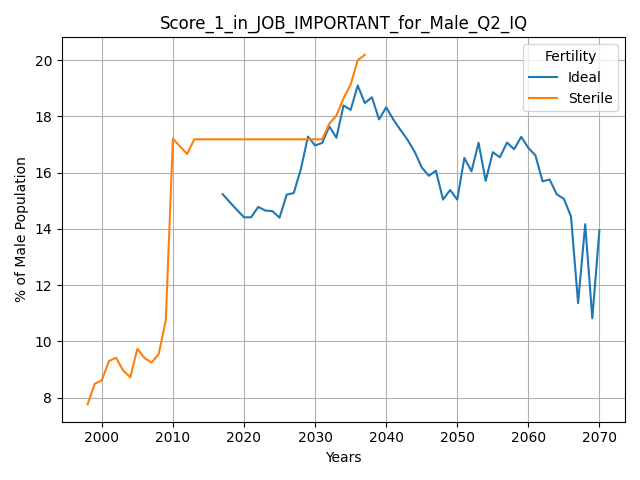 Score_1_in_JOB_IMPORTANT_for_Male_Q2_IQ
% of Male Population
20
18
16
14
12
10
8
Fertility
Ideal
Sterile
2000 2010 2020 2030 2040 2050 2060 2070
Years